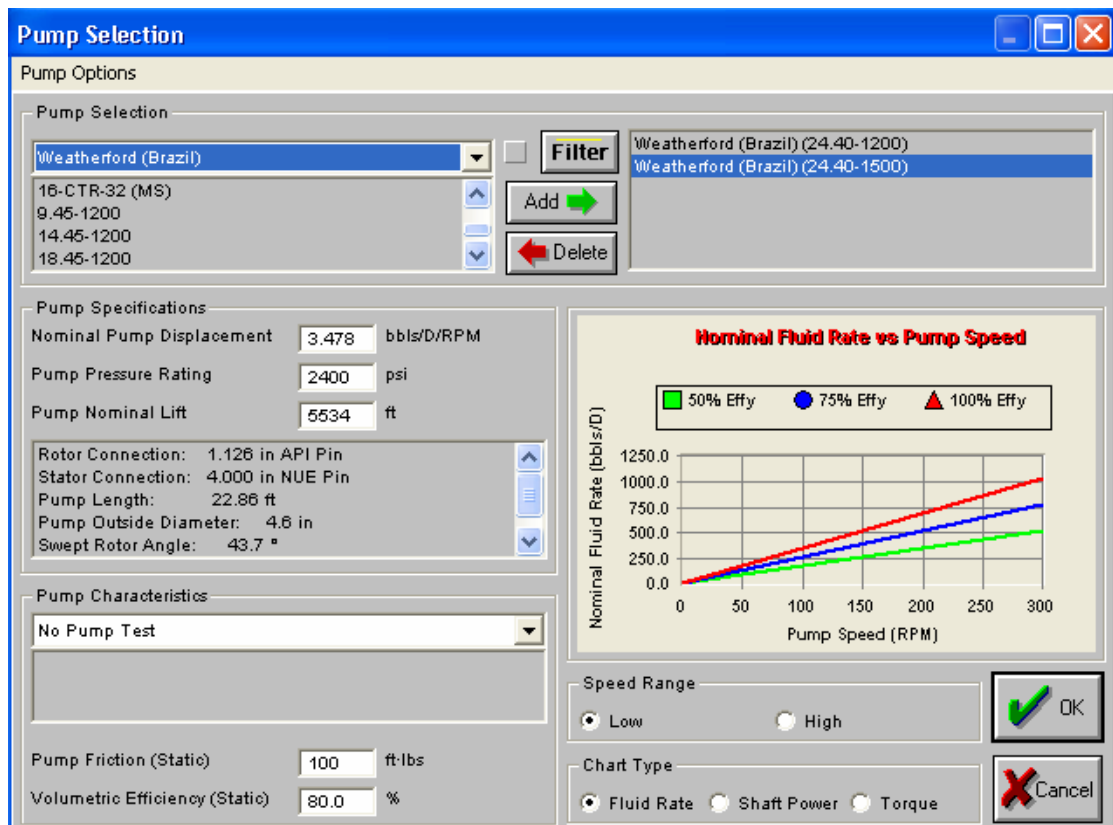 Pump Selection
Pump Options
Pump Selection
Weatherford (Brazil)
16-CTR-32 (MS)
9.45-1200
14.45-1200
18.45-1200
Filter
Add
Delete
Weatherford (Brazil) (24.40-1200)
Weatherford (Brazil) (24.40-1500)
Pump Specifications
Nominal Pump Displacement 3.478 bbls/D/RPM
Pump Pressure Rating 2400 psi
Pump Nominal Lift 5534 ft
Rotor Connection: 1.126 in API Pin
Stator Connection: 4.000 in NUE Pin
Pump Length: 22.86 ft
Pump Outside Diameter: 4.6 in
Swept Rotor Angle: 43.7 °
Pump Characteristics
No Pump Test
Pump Friction (Static) 100 ft·lbs
Volumetric Efficiency (Static) 80.0 %
Nominal Fluid Rate vs Pump Speed
50% Effy 75% Effy 100% Effy
Nominal Fluid Rate (bbls/D)
1250.0
1000.0
750.0
500.0
250.0
0.0
0 50 100 150 200 250 300
Pump Speed (RPM)
Speed Range
Low High
Chart Type
Fluid Rate Shaft Power Torque
OK
Cancel